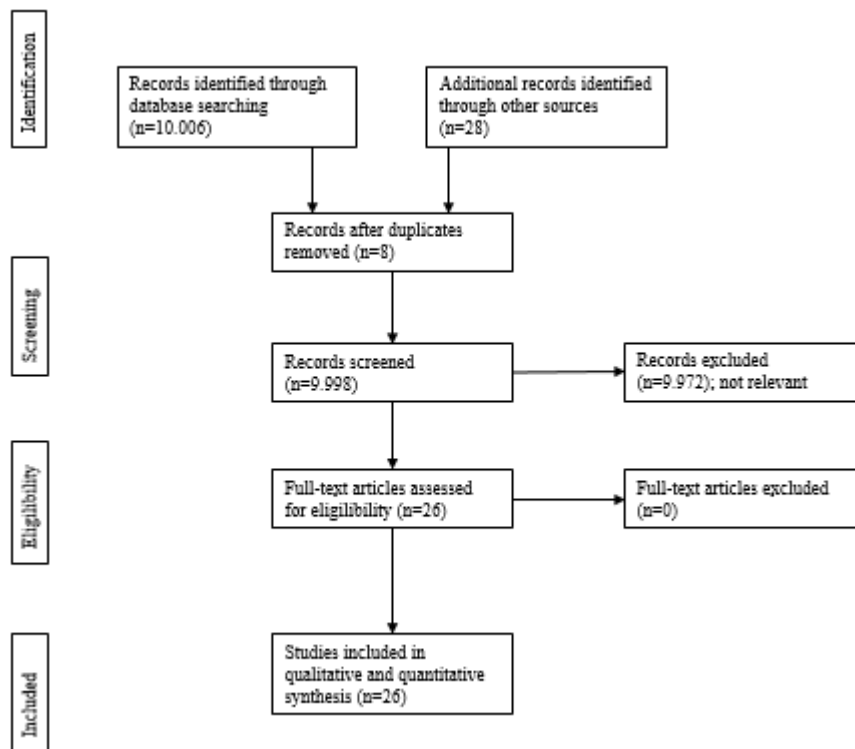 Identification
Records identified through
database searching
(n=10.006)
Additional records identified
through other sources
(n=28)
Records after duplicates
removed (n=8)
Screening
Records screened
(n=9.998)
Records excluded
(n=9.972); not relevant
Eligilibility
Full-text articles assessed
for eligilibility (n=26)
Full-text articles excluded
(n=0)
Included
Studies included in
qualitative and quantitative
synthesis (n=26)